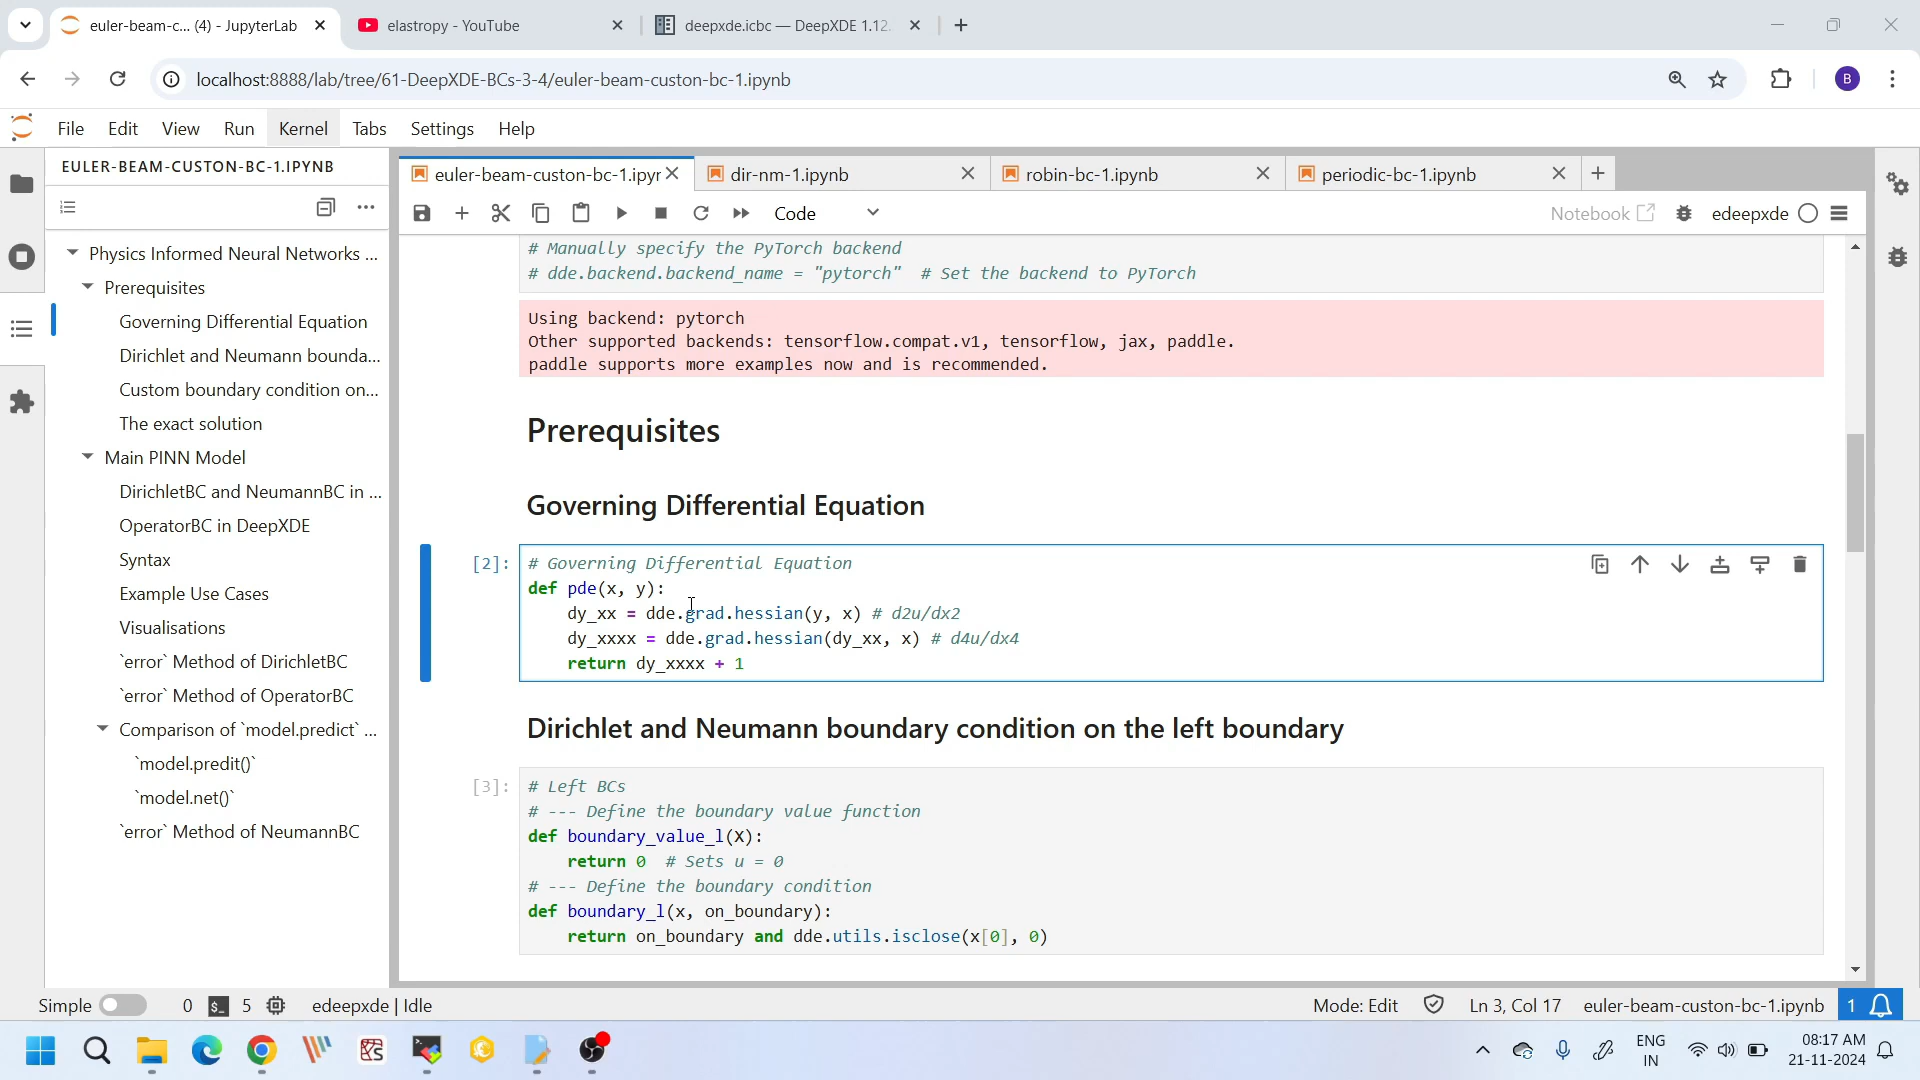 euler-beam-c... (4) - JupyterLab
elastropy - YouTube
deepxde.icbc — DeepXDE 1.12.
localhost:8888/lab/tree/61-DeepXDE-BCs-3-4/euler-beam-custon-bc-1.ipynb
B
File Edit View Run Kernel Tabs Settings Help
EULER-BEAM-CUSTON-BC-1.IPYNB
Physics Informed Neural Networks ...
Prerequisites
Governing Differential Equation
Dirichlet and Neumann bounda...
Custom boundary condition on...
The exact solution
Main PINN Model
DirichletBC and NeumannBC in ...
OperatorBC in DeepXDE
Syntax
Example Use Cases
Visualisations
`error` Method of DirichletBC
`error` Method of OperatorBC
Comparison of `model.predict` ...
`model.predit()`
`model.net()`
`error` Method of NeumannBC
euler-beam-custon-bc-1.ipyr
dir-nm-1.ipynb
robin-bc-1.ipynb
periodic-bc-1.ipynb
Code
Notebook
edeepxde
# Manually specify the PyTorch backend
# dde.backend.backend_name = "pytorch"  # Set the backend to PyTorch
Using backend: pytorch
Other supported backends: tensorflow.compat.v1, tensorflow, jax, paddle.
paddle supports more examples now and is recommended.
Prerequisites
Governing Differential Equation
[2]:
# Governing Differential Equation
def pde(x, y):
dy_xx = dde.grad.hessian(y, x) # d2u/dx2
dy_xxxx = dde.grad.hessian(dy_xx, x) # d4u/dx4
return dy_xxxx + 1
Dirichlet and Neumann boundary condition on the left boundary
[3]:
# Left BCs
# --- Define the boundary value function
def boundary_value_l(X):
return 0  # Sets u = 0
# --- Define the boundary condition
def boundary_l(x, on_boundary):
return on_boundary and dde.utils.isclose(x[0], 0)
Simple
0
5
edeepxde | Idle
Mode: Edit
Ln 3, Col 17
euler-beam-custon-bc-1.ipynb
1
ENG
IN
08:17 AM
21-11-2024